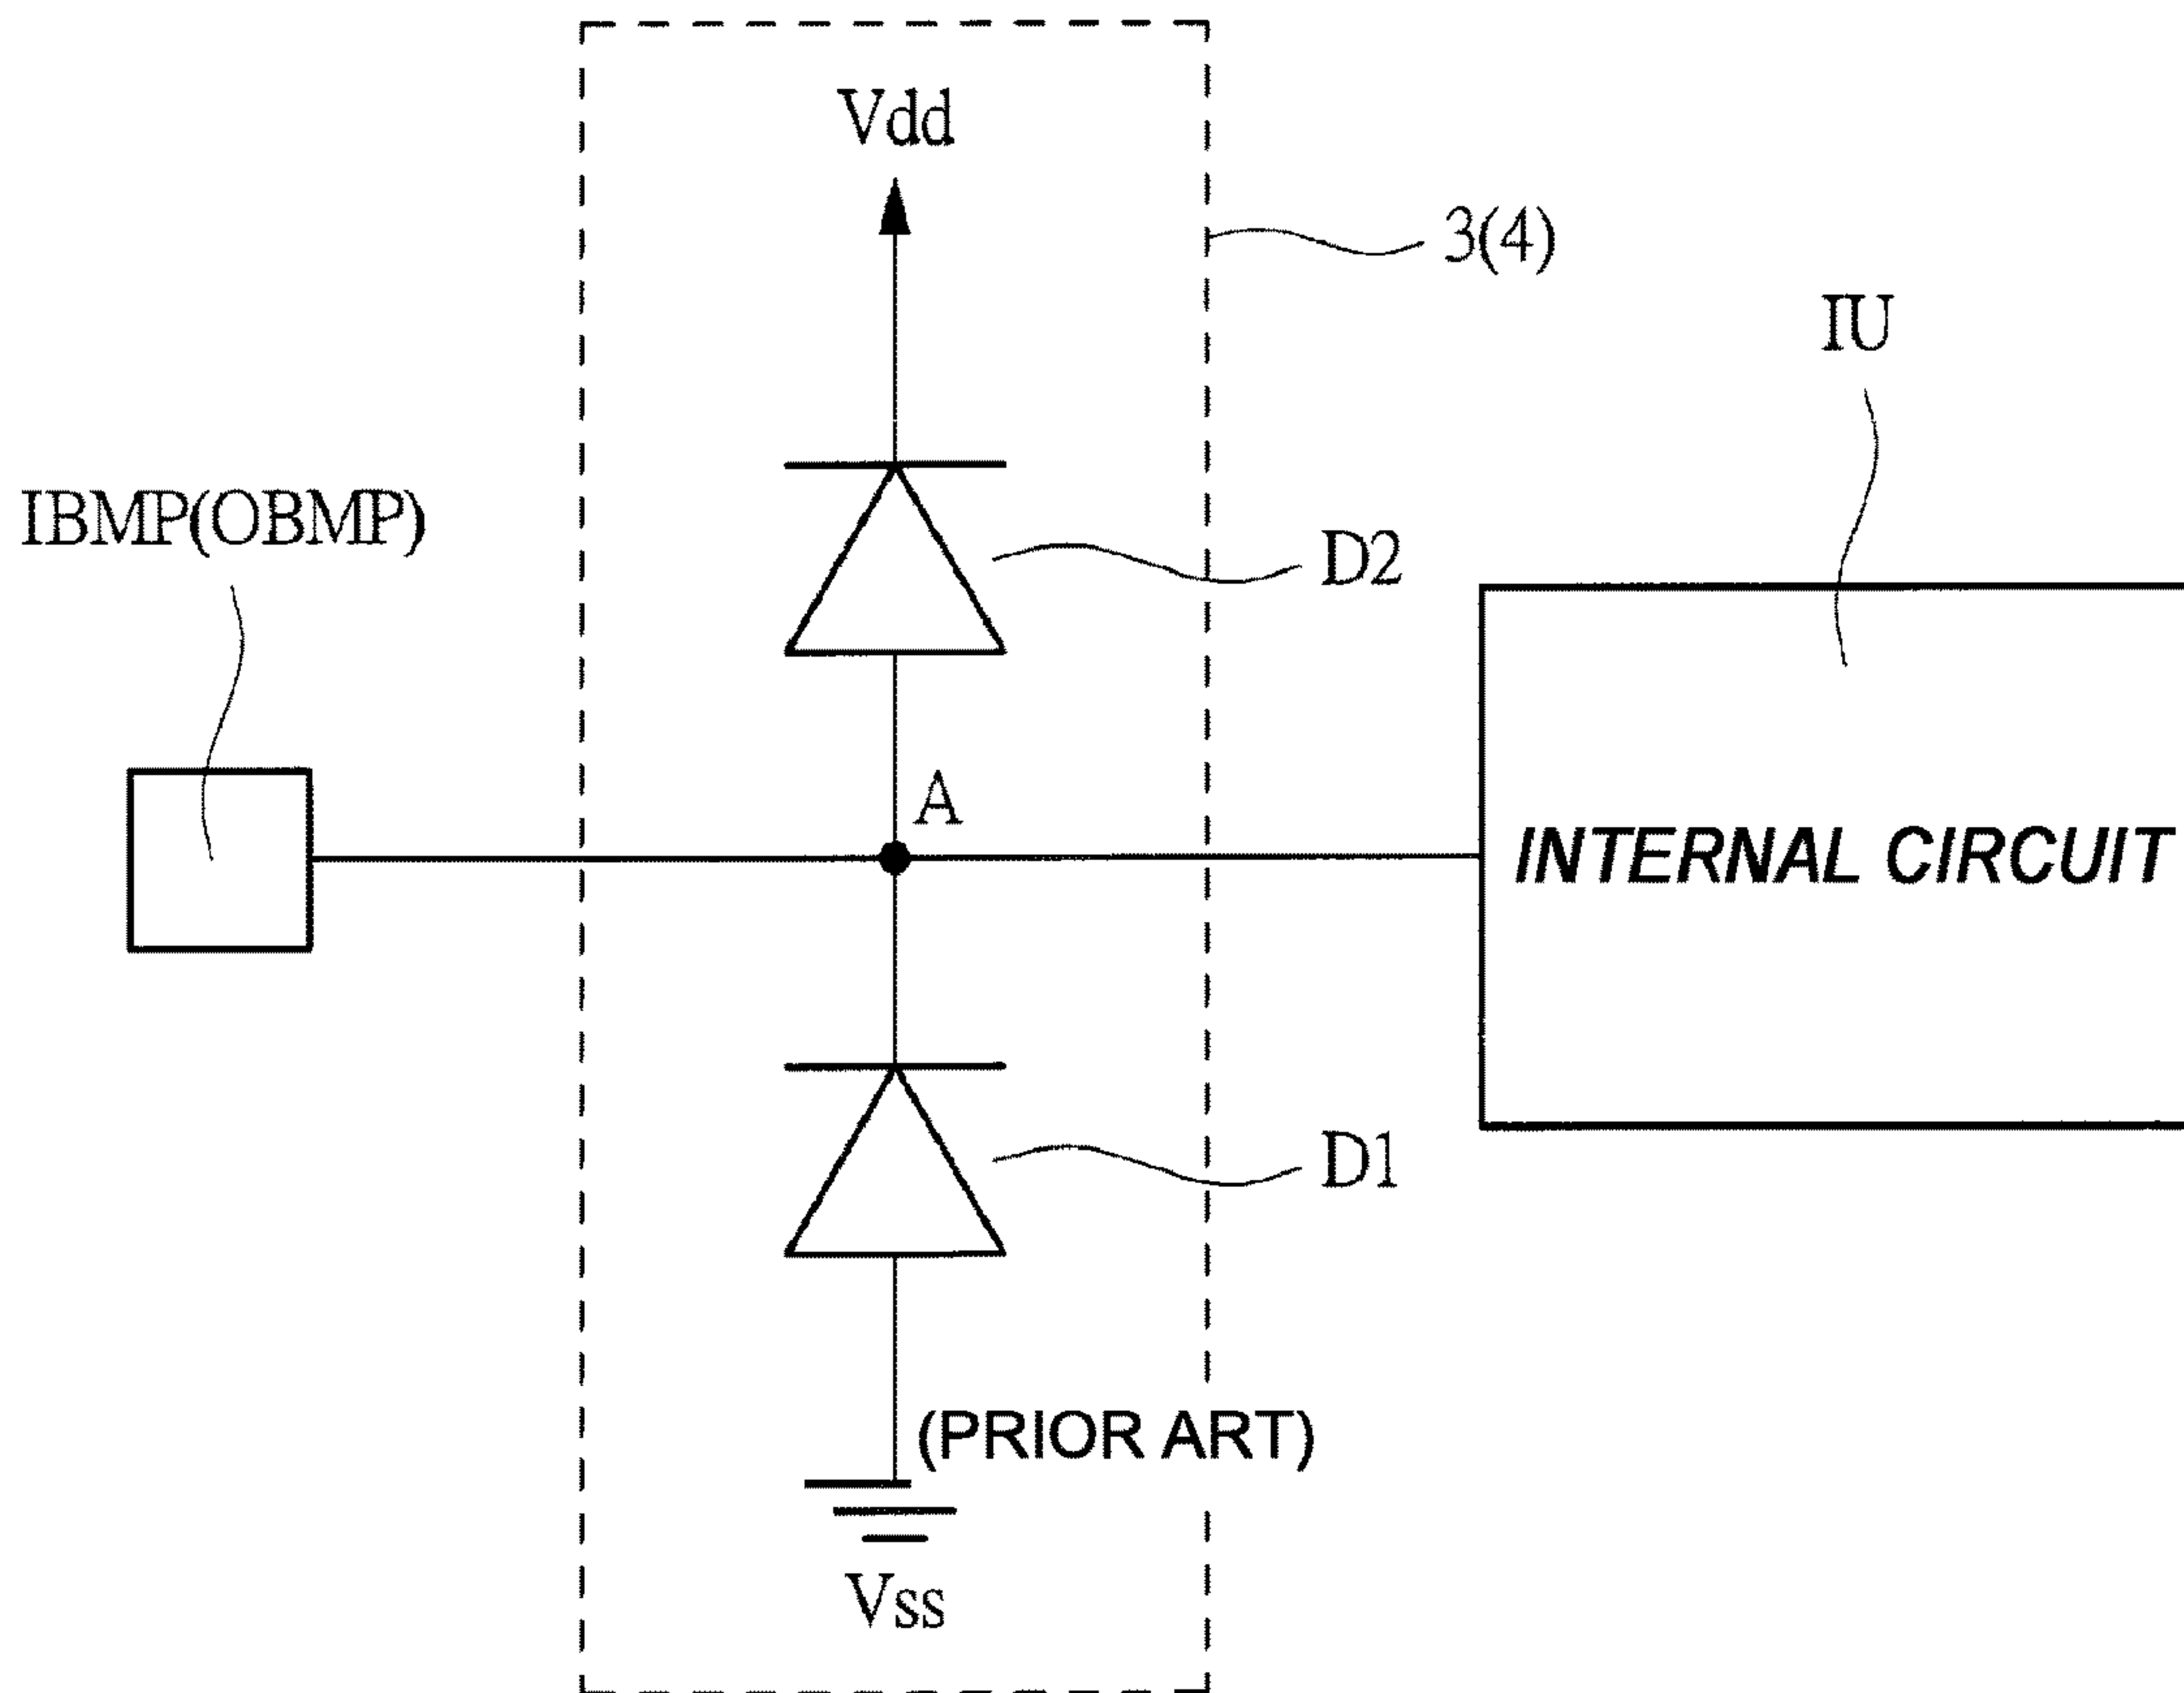 Vdd
3(4)
IU
IBMP(OBMP)
D2
A
INTERNAL CIRCUIT
D1
(PRIOR ART)
Vss